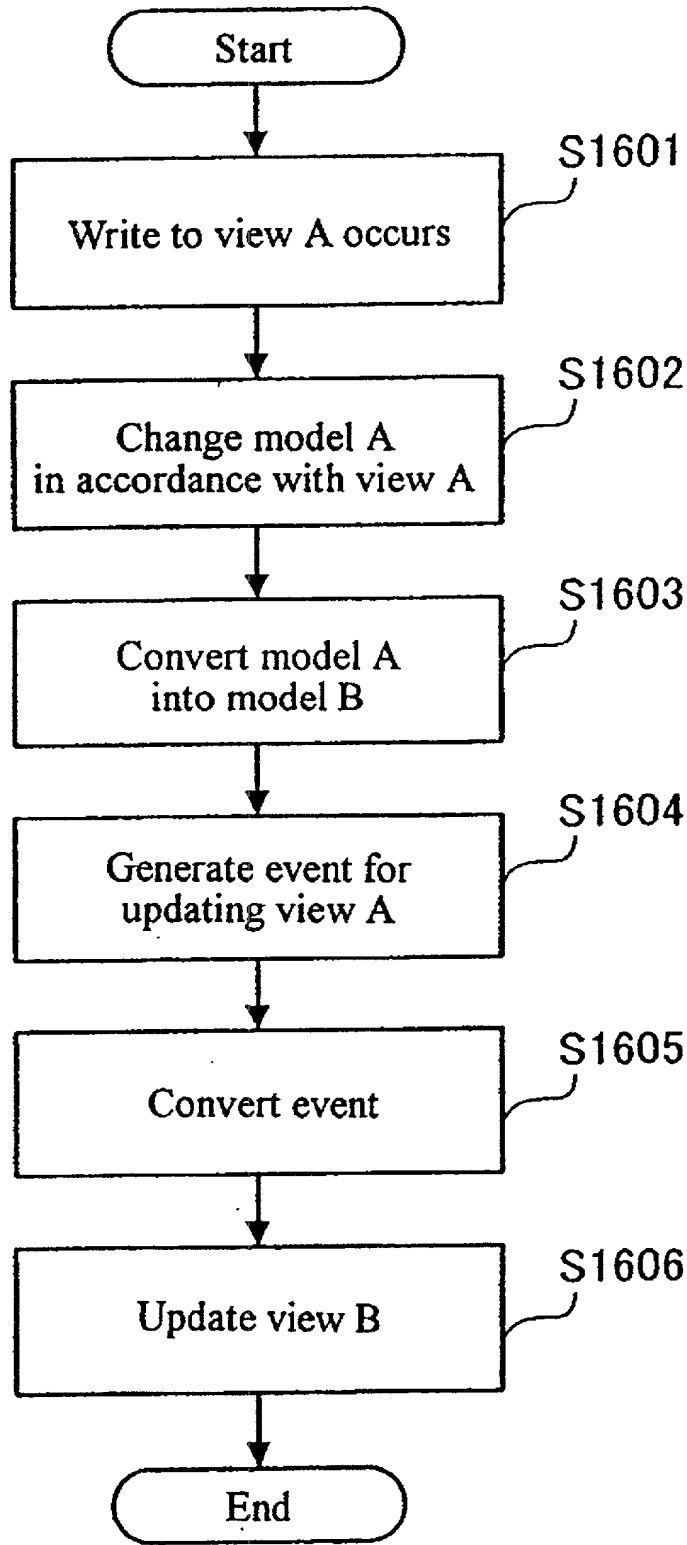 Start
S1601
Write to view A occurs
S1602
Change model A
in accordance with view A
S1603
Convert model A
into model B
S1604
Generate event for
updating view A
S1605
Convert event
S1606
Update view B
End